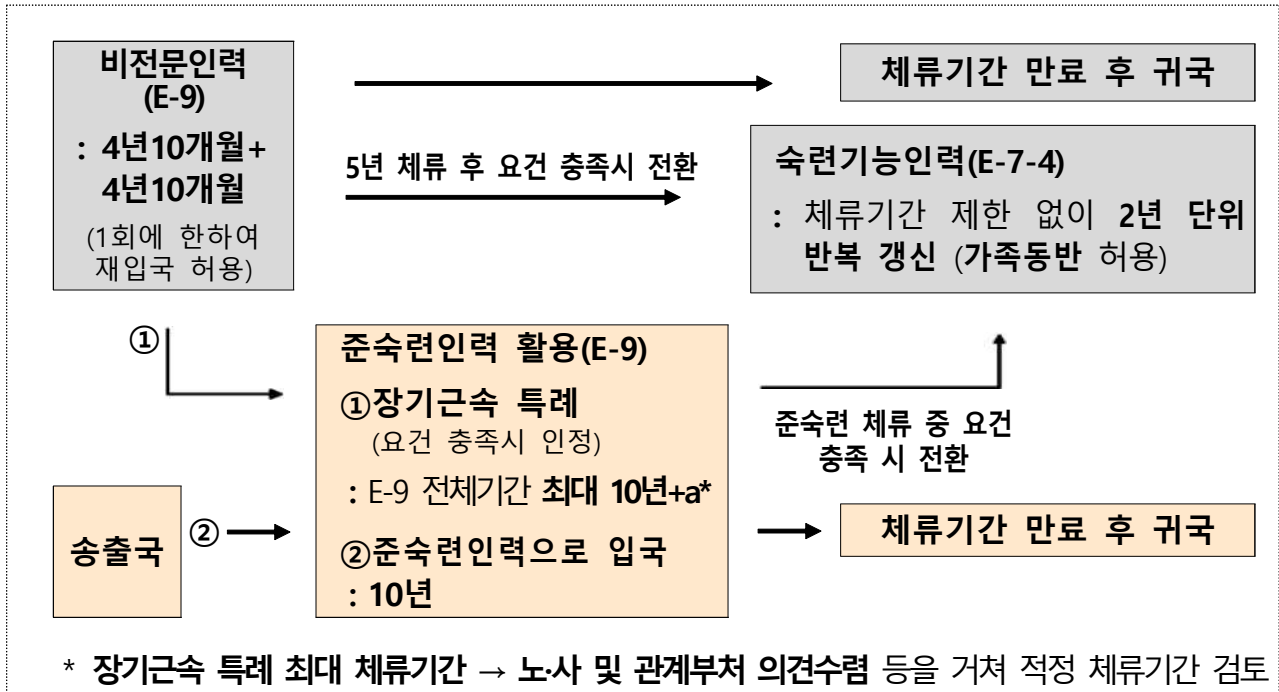 비전문인력
(E-9)
: 4년10개월+
4년10개월
(1회에 한하여
재입국 허용)
체류기간 만료 후 귀국
5년 체류 후 요건 충족시 전환
숙련기능인력(E-7-4)
: 체류기간 제한 없이 2년 단위
반복 갱신 (가족동반 허용)
①
준숙련인력 활용(E-9)
①장기근속 특례
(요건 충족시 인정)
: E-9 전체기간 최대 10년+a*
②준숙련인력으로 입국
: 10년
준숙련 체류 중 요건
충족 시 전환
송출국
②
체류기간 만료 후 귀국
* 장기근속 특례 최대 체류기간 → 노·사 및 관계부처 의견수렴 등을 거쳐 적정 체류기간 검토